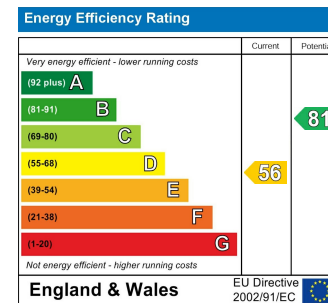 Energy Efficiency Rating
Current
Potentia
Very energy efficient - lower running costs
(92 plus) A
(81-91) B
81
(69-80) C
(55-68) D
56
(39-54) E
(21-38) F
(1-20) G
Not energy efficient - higher running costs
England & Wales
EU Directive
2002/91/EC